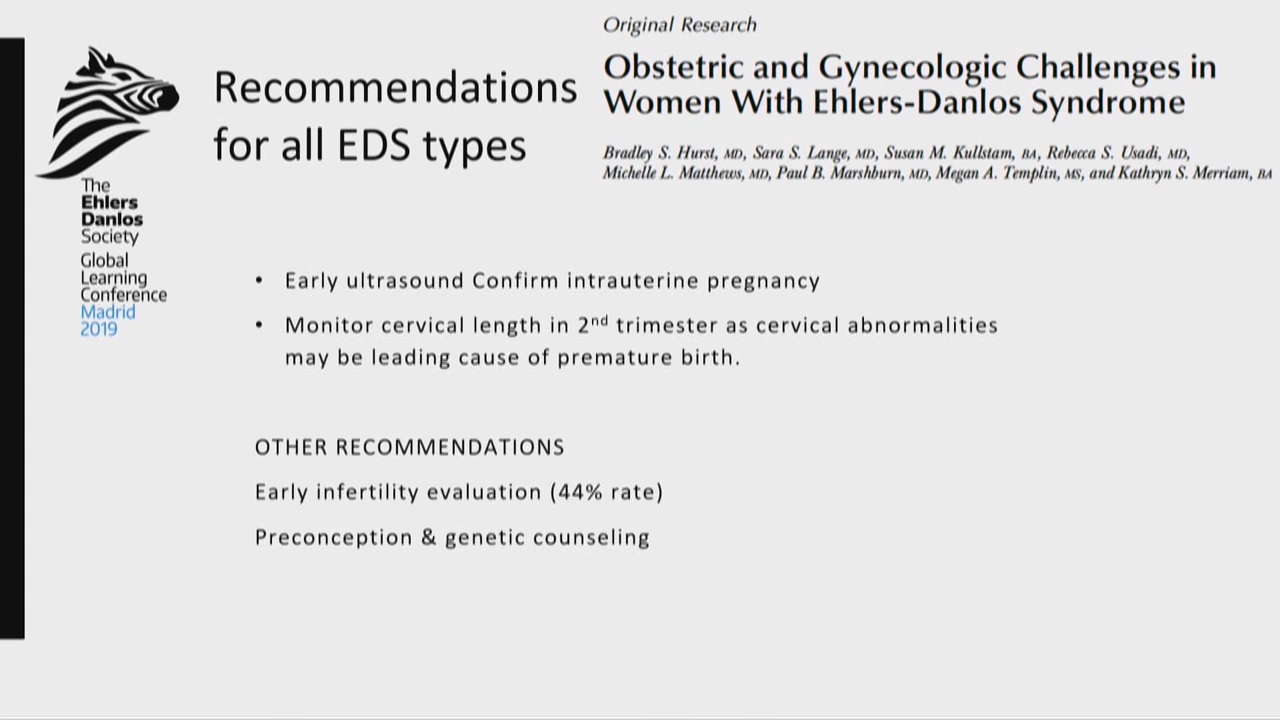 Original Research
Obstetric and Gynecologic Challenges in
Women With Ehlers-Danlos Syndrome
Bradley S. Hurst, MD, Sara S. Lange, MD, Susan M. Kullstam, BA, Rebecca S. Usadi, MD,
Michelle L. Matthews, MD, Paul B. Marshburn, MD, Megan A. Templin, MS, and Kathryn S. Merriam, BA
Recommendations
for all EDS types
The
Ehlers
Danlos
Society
Global
Learning
Conference
Madrid
2019
• Early ultrasound Confirm intrauterine pregnancy
• Monitor cervical length in 2nd trimester as cervical abnormalities
may be leading cause of premature birth.
OTHER RECOMMENDATIONS
Early infertility evaluation (44% rate)
Preconception & genetic counseling